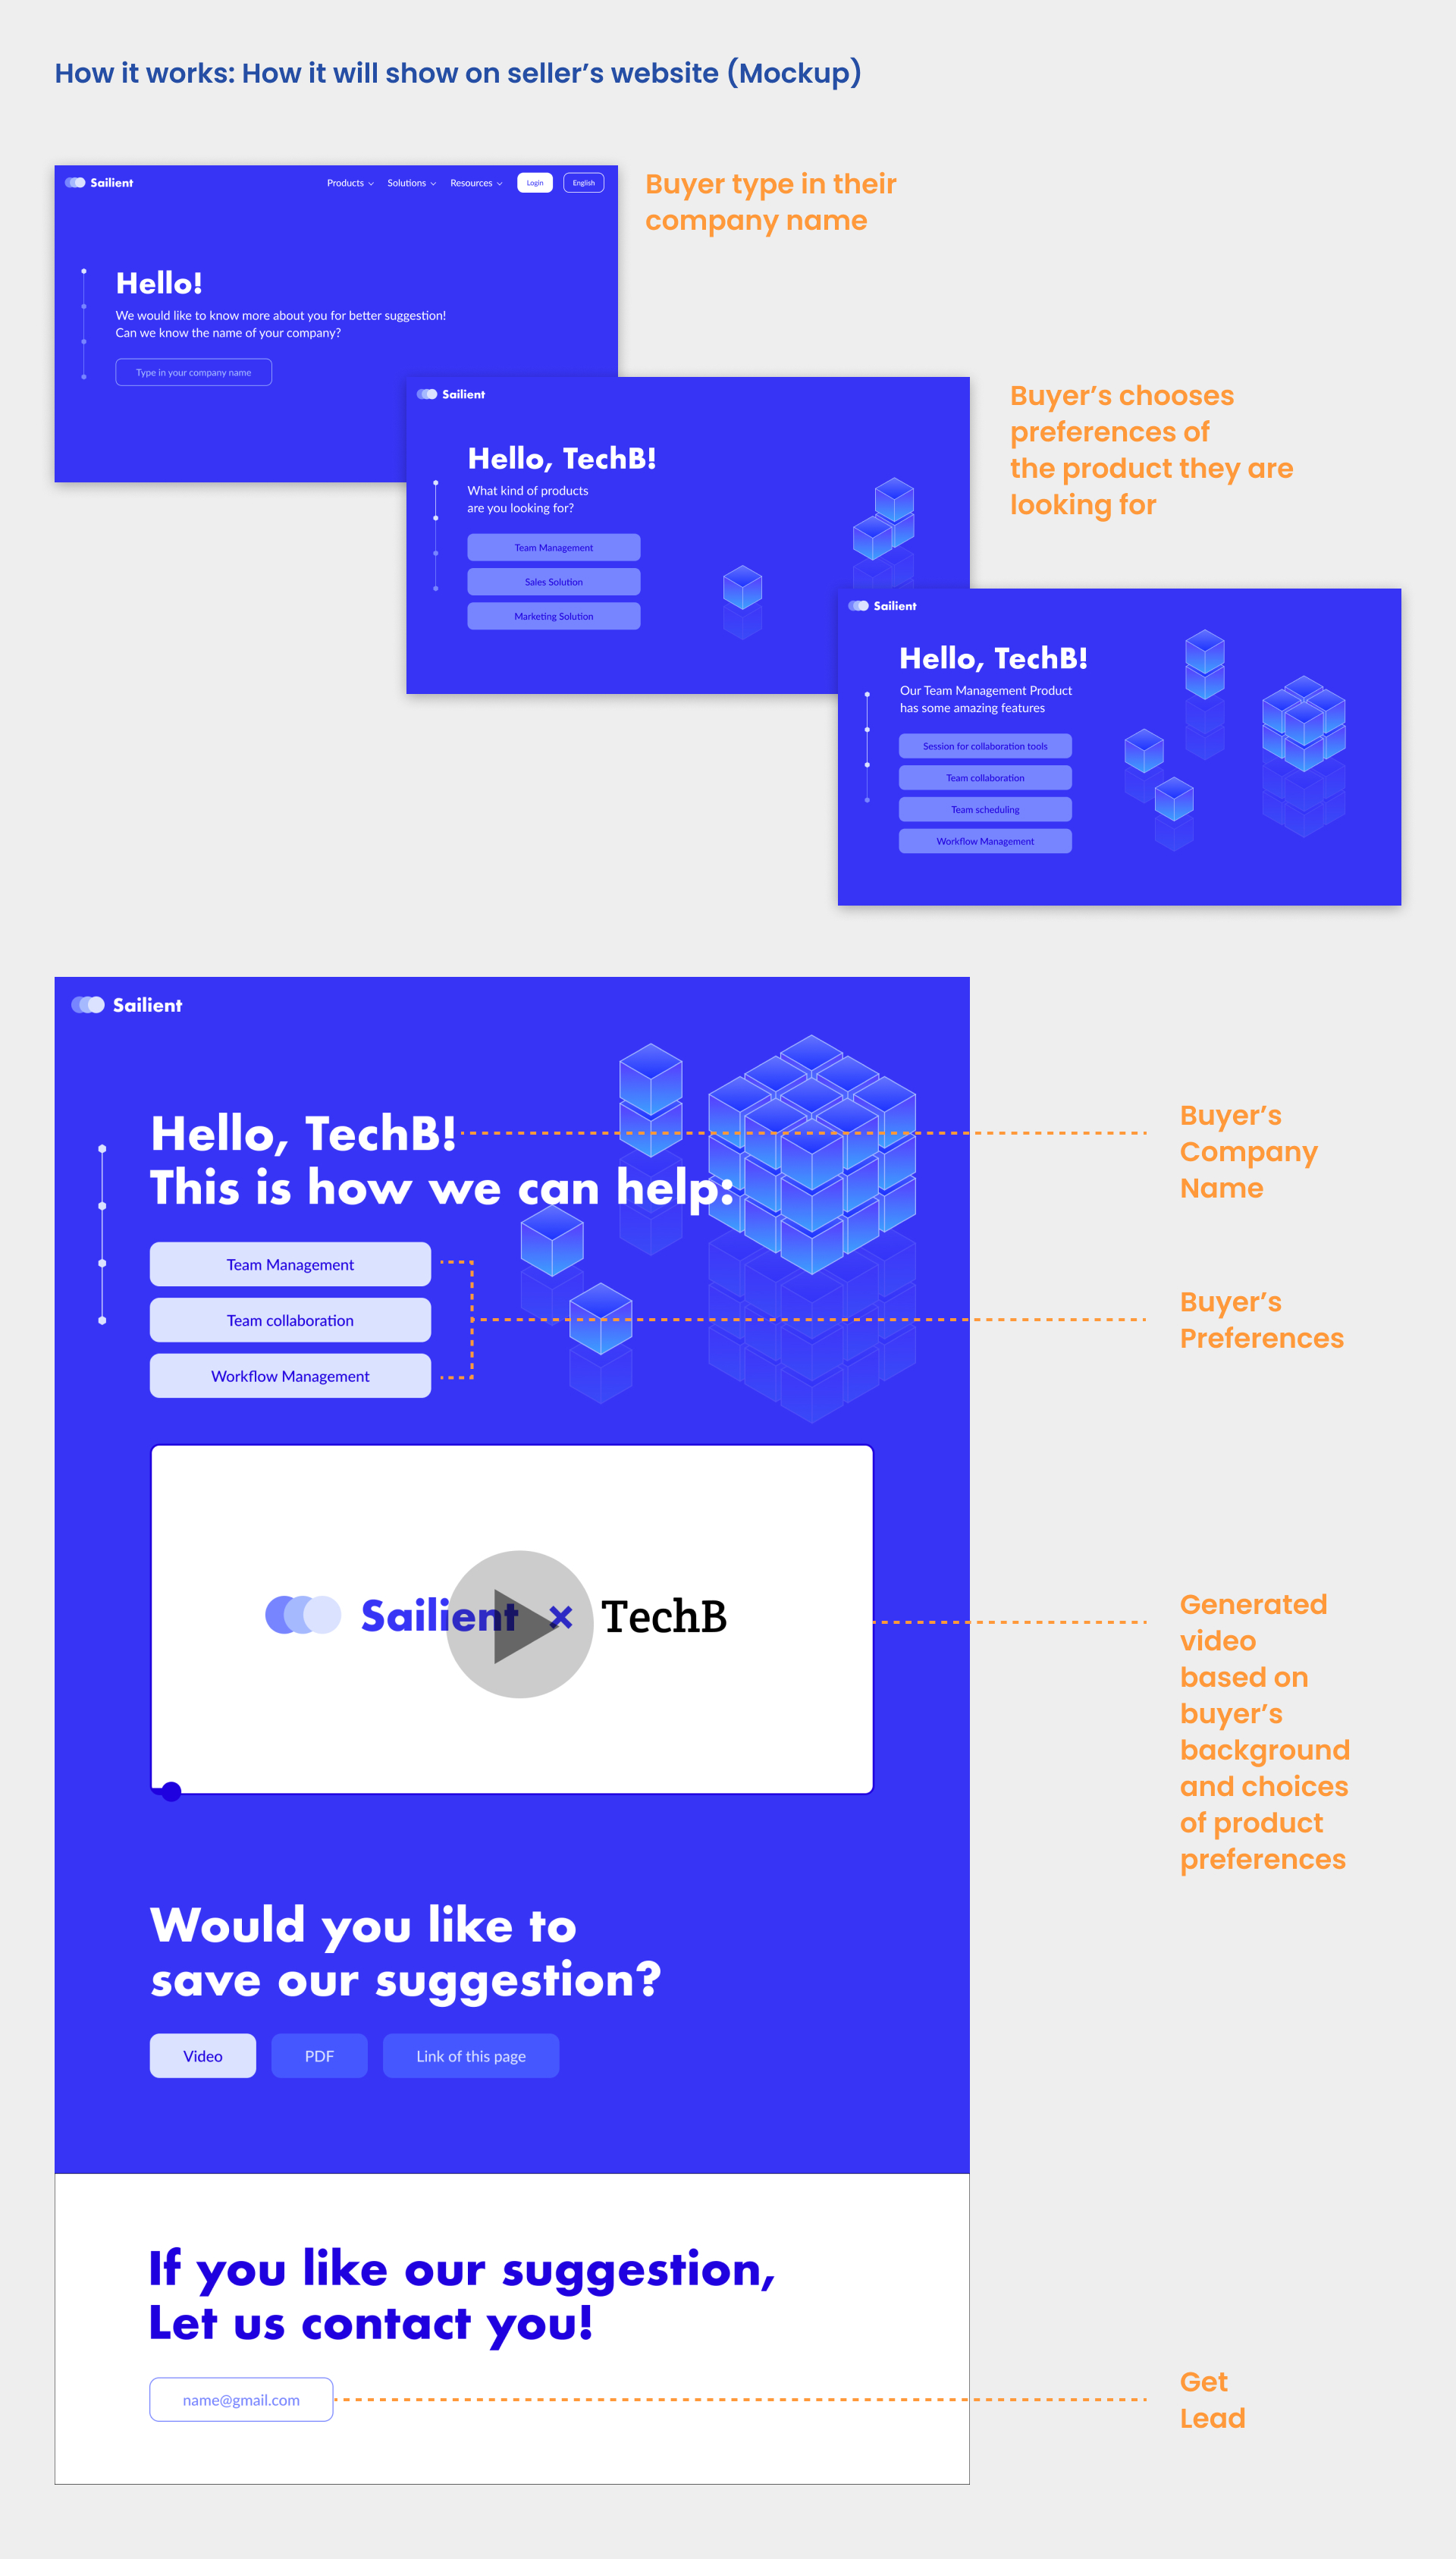 How it works: How it will show on seller’s website (Mockup)
Sailient
Products
Solutions
Resources
Login
English
Hello!
We would like to know more about you for better suggestion!
Can we know the name of your company?
Type in your company name
Buyer type in their
company name
Sailient
Hello, TechB!
What kind of products
are you looking for?
Team Management
Sales Solution
Marketing Solution
Buyer’s chooses
preferences of
the product they are
looking for
Sailient
Hello, TechB!
Our Team Management Product
has some amazing features
Session for collaboration tools
Team collaboration
Team scheduling
Workflow Management
Sailient
Hello, TechB!
This is how we can help:
Team Management
Team collaboration
Workflow Management
Buyer’s
Company
Name
Buyer’s
Preferences
Sailient × TechB
Generated
video
based on
buyer’s
background
and choices
of product
preferences
Would you like to
save our suggestion?
Video
PDF
Link of this page
If you like our suggestion,
Let us contact you!
name@gmail.com
Get
Lead